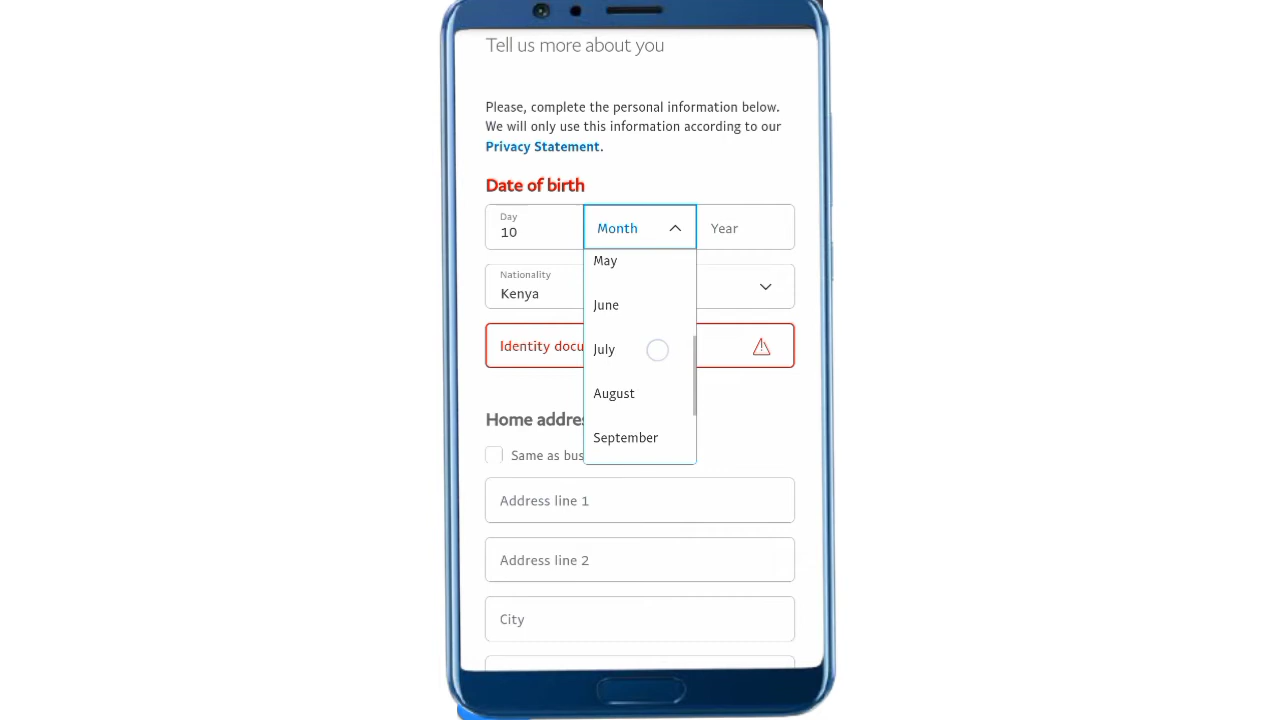 Tell us more about you
Please, complete the personal information below.
We will only use this information according to our
Privacy Statement.
Date of birth
Day
10
Month
Year
May
Nationality
Kenya
June
Identity docu
July
August
Home addre
September
Same as bus
Address line 1
Address line 2
City